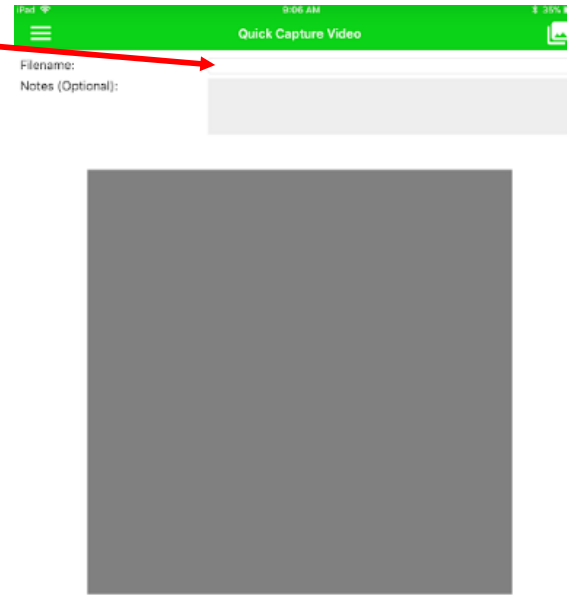 iPad 9:06 AM 35%
Quick Capture Video
Filename:
Notes (Optional):